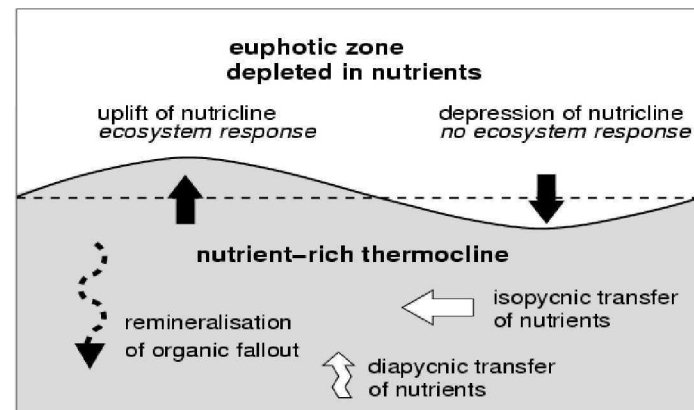 euphotic zone
depleted in nutrients
uplift of nutricline
ecosystem response
depression of nutricline
no ecosystem response
nutrient–rich thermocline
isopycnic transfer
of nutrients
remineralisation
of organic fallout
diapycnic transfer
of nutrients